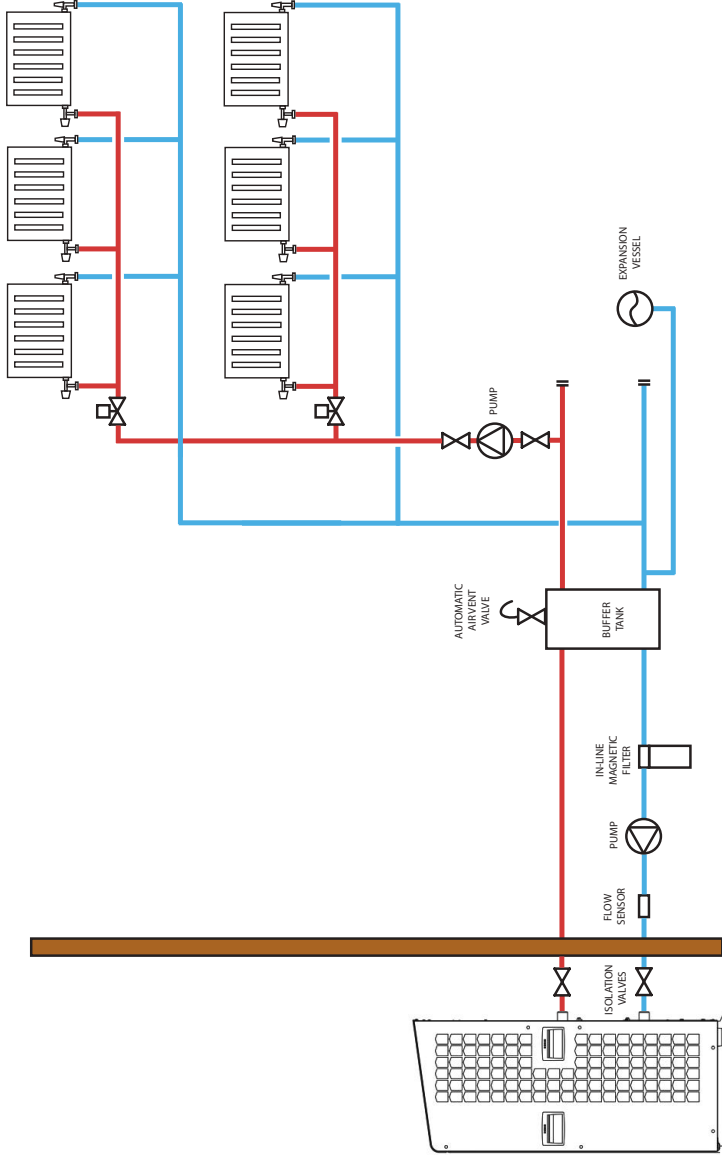 EXPANSION
VESSEL
PUMP
AUTOMATIC
AIRVENT
VALVE
BUFFER
TANK
IN-LINE
MAGNETIC
FILTER
PUMP
FLOW
SENSOR
ISOLATION
VALVES